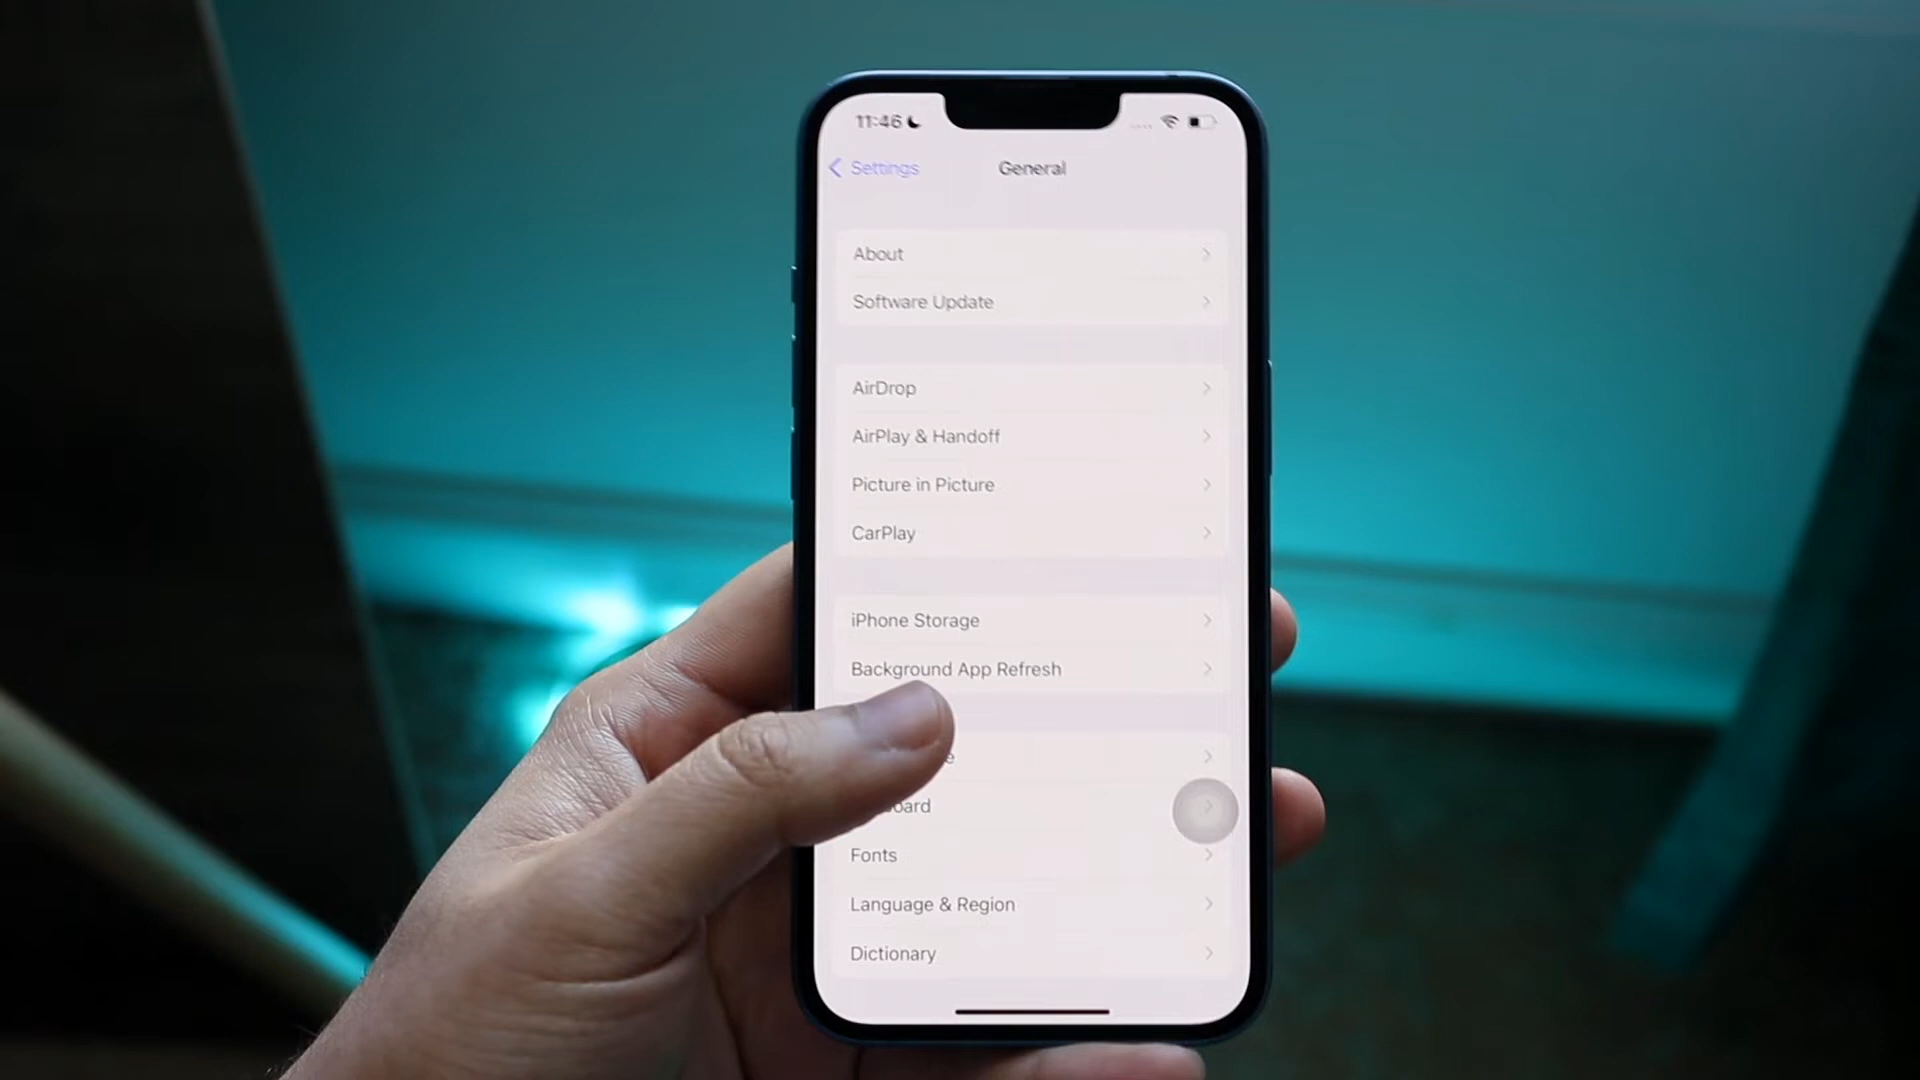 11:46
Settings
General
About
Software Update
AirDrop
AirPlay & Handoff
Picture in Picture
CarPlay
iPhone Storage
Background App Refresh
Fonts
Language & Region
Dictionary